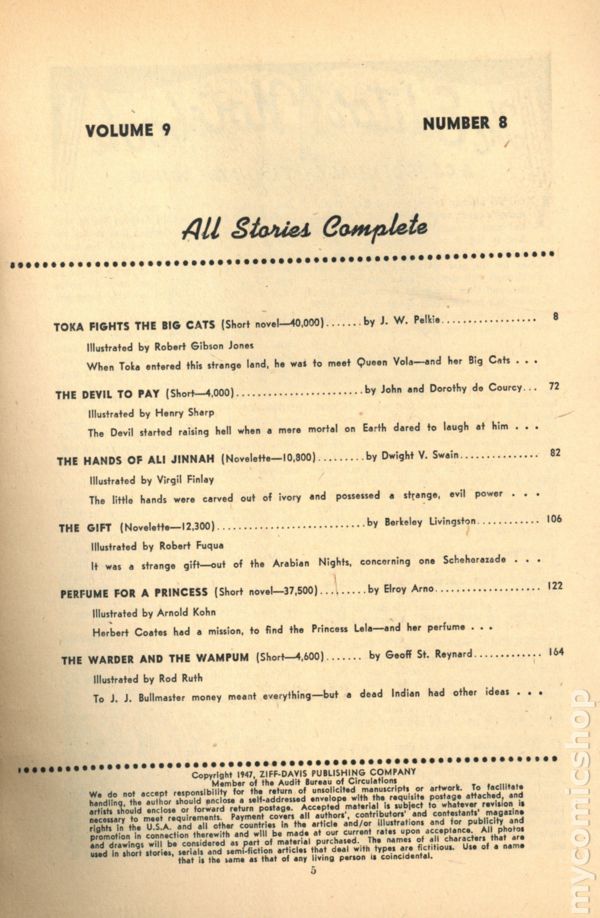 VOLUME 9 NUMBER 8
All Stories Complete
TOKA FIGHTS THE BIG CATS (Short novel—40,000).......by J. W. Pelkie................. 8
Illustrated by Robert Gibson Jones
When Toka entered this strange land, he was to meet Queen Vola—and her Big Cats . . .
THE DEVIL TO PAY (Short—4,000)........................by John and Dorothy de Courcy... 72
Illustrated by Henry Sharp
The Devil started raising hell when a mere mortal on Earth dared to laugh at him . . .
THE HANDS OF ALI JINNAH (Novelette—10,800).........by Dwight V. Swain.............. 82
Illustrated by Virgil Finlay
The little hands were carved out of ivory and possessed a strange, evil power . . .
THE GIFT (Novelette—12,300)............................by Berkeley Livingston........... 106
Illustrated by Robert Fuqua
It was a strange gift—out of the Arabian Nights, concerning one Scheherazade . . .
PERFUME FOR A PRINCESS (Short novel—37,500).........by Elroy Arno................... 122
Illustrated by Arnold Kohn
Herbert Coates had a mission, to find the Princess Lela—and her perfume . . .
THE WARDER AND THE WAMPUM (Short—4,600)....... by Geoff St. Reynard............ 164
Illustrated by Rod Ruth
To J. J. Bullmaster money meant everything—but a dead Indian had other ideas . . .
Copyright 1947, ZIFF-DAVIS PUBLISHING COMPANY
Member of the Audit Bureau of Circulations
We do not accept responsibility for the return of unsolicited manuscripts or artwork. To facilitate
handling, the author should enclose a self-addressed envelope with the requisite postage attached, and
artists should enclose or forward return postage. Accepted material is subject to whatever revision is
necessary to meet requirements. Payment covers all authors', contributors' and contestants' magazine
rights in the U.S.A. and all other countries in the article and/or illustrations and for publicity and
promotion in connection therewith and will be made at our current rates upon acceptance. All photos
and drawings will be considered as part of material purchased. The names of all characters that are
used in short stories, serials and semi-fiction articles that deal with types are fictitious. Use of a name
that is the same as that of any living person is coincidental.
5
mycomicshop